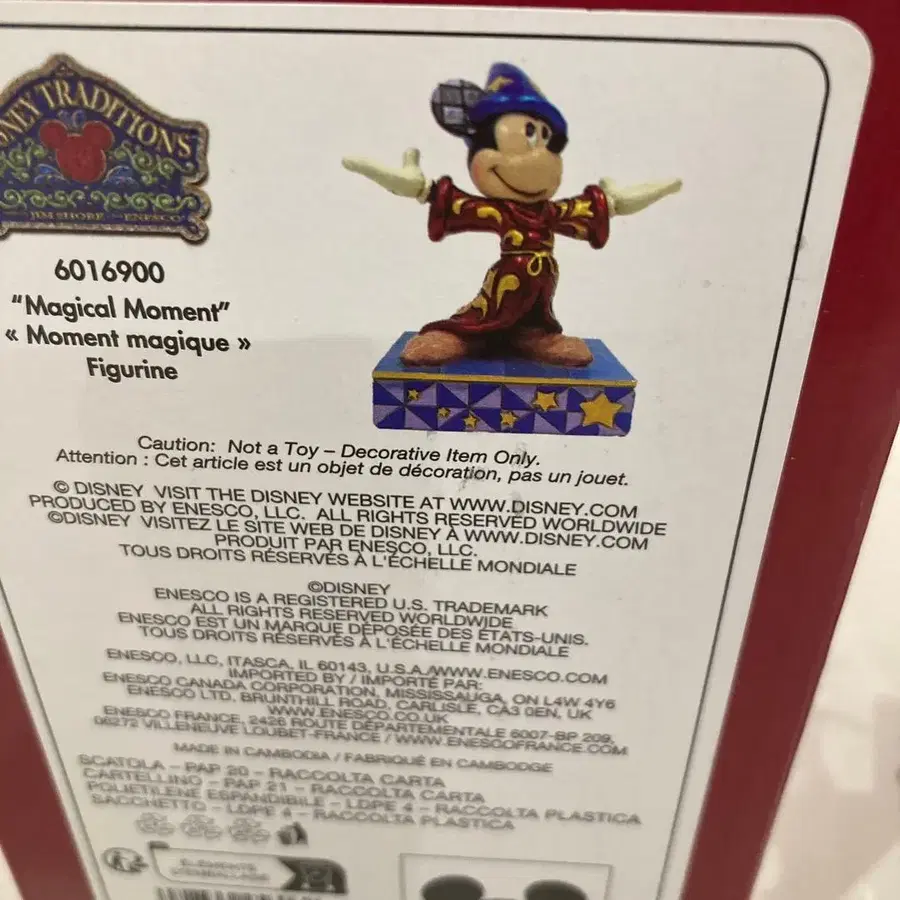 NEY TRADITIONS
JIM SHORE ENESCO
6016900
"Magical Moment"
« Moment magique »
Figurine
Caution: Not a Toy – Decorative Item Only.
Attention : Cet article est un objet de décoration, pas un jouet.
© DISNEY VISIT THE DISNEY WEBSITE AT WWW.DISNEY.COM
PRODUCED BY ENESCO, LLC. ALL RIGHTS RESERVED WORLDWIDE
©DISNEY VISITEZ LE SITE WEB DE DISNEY À WWW.DISNEY.COM
PRODUIT PAR ENESCO, LLC.
TOUS DROITS RÉSERVÉS À L'ÉCHELLE MONDIALE
©DISNEY
ENESCO IS A REGISTERED U.S. TRADEMARK
ALL RIGHTS RESERVED WORLDWIDE
ENESCO EST UN MARQUE DÉPOSÉE DES ÉTATS-UNIS.
TOUS DROITS RÉSERVÉS À L'ÉCHELLE MONDIALE
ENESCO, LLC, ITASCA, IL 60143, U.S.A./WWW.ENESCO.COM
IMPORTED BY / IMPORTÉ PAR:
ENESCO CANADA CORPORATION, MISSISSAUGA, ON L4W 4Y6
ENESCO LTD. BRUNTHILL ROAD, CARLISLE, CA3 0EN, UK
WWW.ENESCO.CO.UK
ENESCO FRANCE, 2426 ROUTE DÉPARTEMENTALE 6007-BP 209,
06272 VILLENEUVE LOUBET-FRANCE / WWW.ENESCOFRANCE.COM
MADE IN CAMBODIA / FABRIQUÉ EN CAMBODGE
SCATOLA – PAP 20 – RACCOLTA CARTA
CARTELLINO – PAP 21 – RACCOLTA CARTA
POLIETILENE ESPANDIBILE – LDPE 4 – RACCOLTA PLASTICA
SACCHETTO – LDPE 4 – RACCOLTA PLASTICA
ÉLÉMENTS
D'EMBALLAGE